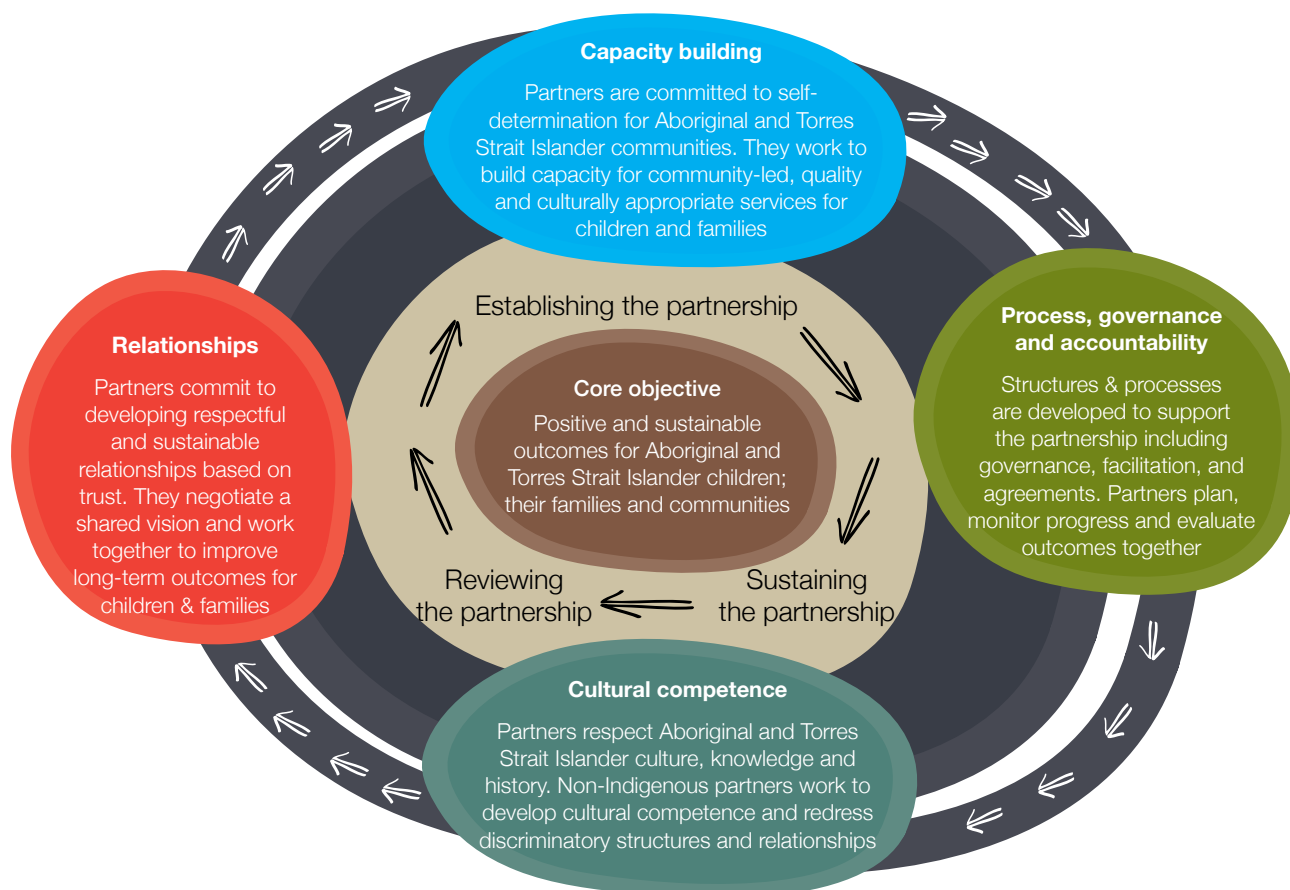 Capacity building
Partners are committed to self-
determination for Aboriginal and Torres
Strait Islander communities. They work to
build capacity for community-led, quality
and culturally appropriate services for
children and families
Relationships
Partners commit to
developing respectful
and sustainable
relationships based on
trust. They negotiate a
shared vision and work
together to improve
long-term outcomes for
children & families
Establishing the partnership
Core objective
Positive and sustainable
outcomes for Aboriginal and
Torres Strait Islander children;
their families and communities
Reviewing
the partnership
Sustaining
the partnership
Process, governance
and accountability
Structures & processes
are developed to support
the partnership including
governance, facilitation, and
agreements. Partners plan,
monitor progress and evaluate
outcomes together
Cultural competence
Partners respect Aboriginal and Torres
Strait Islander culture, knowledge and
history. Non-Indigenous partners work to
develop cultural competence and redress
discriminatory structures and relationships